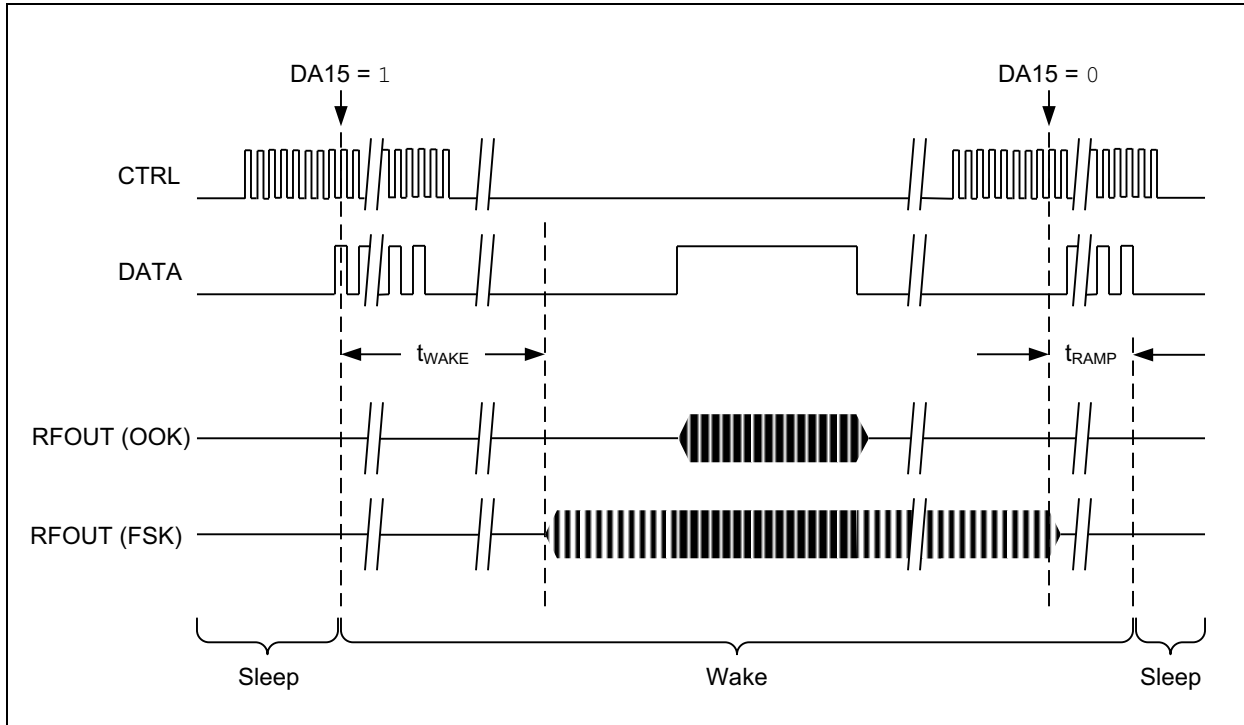 DA15 = 1
DA15 = 0
CTRL
DATA
tWAKE
tRAMP
RFOUT (OOK)
RFOUT (FSK)
Sleep
Wake
Sleep